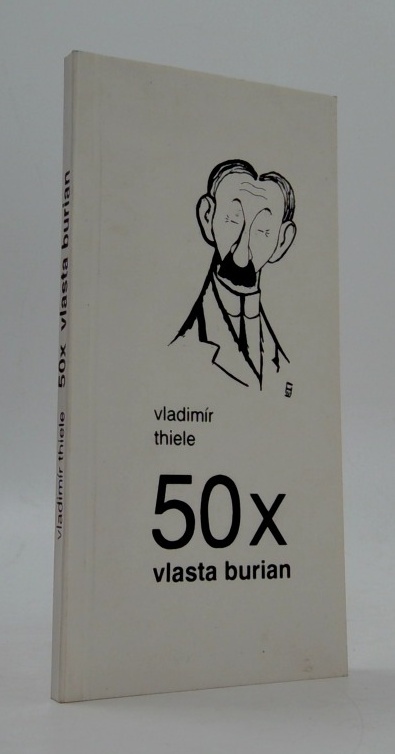 vladimír
thiele
50x
vlasta burian
vladimír thiele 50x vlasta burian